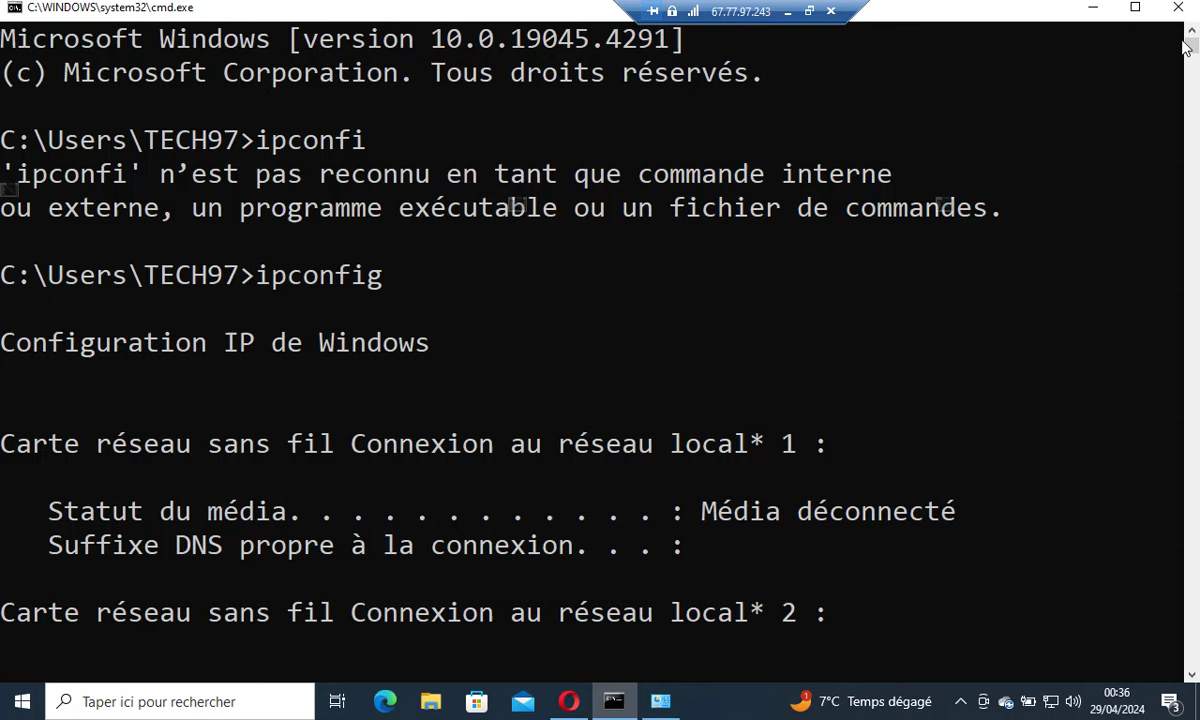 C:\WINDOWS\system32\cmd.exe
67.77.97.243
Microsoft Windows [version 10.0.19045.4291]
(c) Microsoft Corporation. Tous droits réservés.
C:\Users\TECH97>ipconfi
'ipconfi' n’est pas reconnu en tant que commande interne
ou externe, un programme exécutable ou un fichier de commandes.
C:\Users\TECH97>ipconfig
Configuration IP de Windows
Carte réseau sans fil Connexion au réseau local* 1 :
Statut du média. . . . . . . . . . . . : Média déconnecté
Suffixe DNS propre à la connexion. . . :
Carte réseau sans fil Connexion au réseau local* 2 :
Taper ici pour rechercher
1
7°C Temps dégagé
00:36
29/04/2024
3